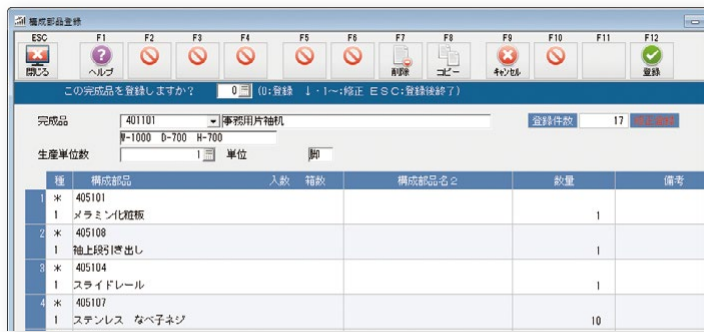 構成部品登録
ESC F1 F2 F3 F4 F5 F6 F7 F8 F9 F10 F11 F12
閉じる ヘルプ 削除 コピー キャンセル 登録
この完成品を登録しますか? 0 (0:登録 ↓・1~:修正 ESC:登録後終了)
完成品 401101 事務用片袖机 登録件数 17
W-1000 D-700 H-700
生産単位数 1 単位 脚
種 構成部品 入数 箱数 構成部品名2 数量 備考
1 * 405101
1 メラミン化粧板 1
2 * 405108
1 袖上段引き出し 1
3 * 405104
1 スライドレール 1
4 * 405107
1 ステンレス なべ子ネジ 10